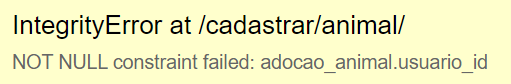 IntegrityError at /cadastrar/animal/
NOT NULL constraint failed: adocao_animal.usuario_id